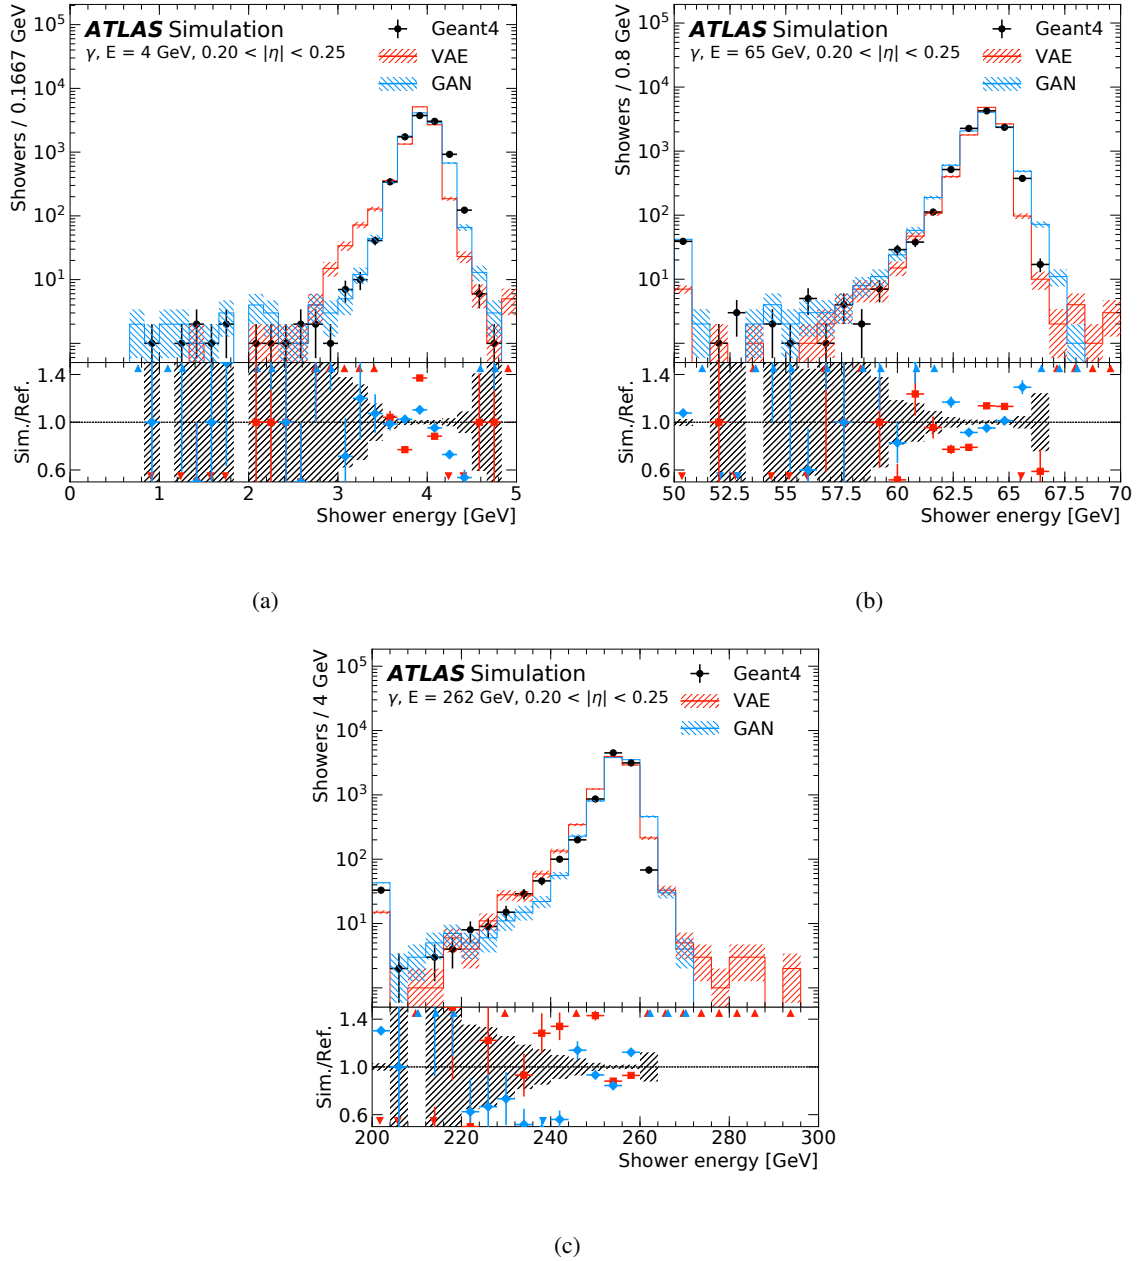 ATLAS Simulation
γ, E = 4 GeV, 0.20 < |η| < 0.25
Geant4
VAE
GAN
Showers / 0.1667 GeV
10⁵
10⁴
10³
10²
10¹
Sim./Ref.
1.4
1.0
0.6
0 1 2 3 4 5
Shower energy [GeV]
(a)
ATLAS Simulation
γ, E = 65 GeV, 0.20 < |η| < 0.25
Geant4
VAE
GAN
Showers / 0.8 GeV
10⁵
10⁴
10³
10²
10¹
Sim./Ref.
1.4
1.0
0.6
50 52.5 55 57.5 60 62.5 65 67.5 70
Shower energy [GeV]
(b)
ATLAS Simulation
γ, E = 262 GeV, 0.20 < |η| < 0.25
Geant4
VAE
GAN
Showers / 4 GeV
10⁵
10⁴
10³
10²
10¹
Sim./Ref.
1.4
1.0
0.6
200 220 240 260 280 300
Shower energy [GeV]
(c)